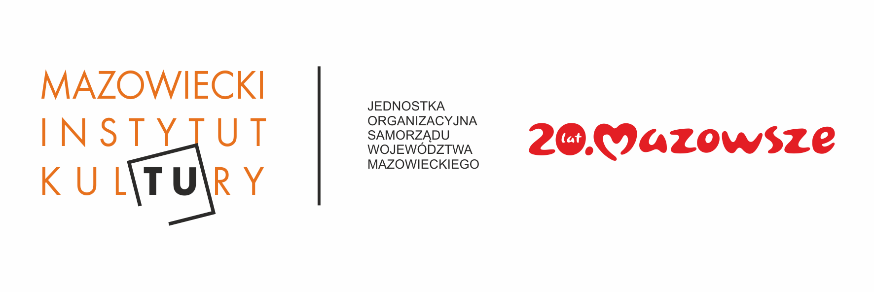 MAZOWIECKI
INSTYTUT
KULTURY
JEDNOSTKA
ORGANIZACYJNA
SAMORZĄDU
WOJEWÓDZTWA
MAZOWIECKIEGO
20 lat. Mazowsze